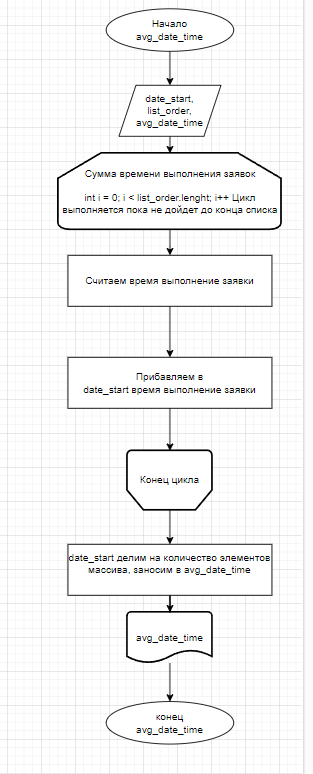 Начало
avg_date_time
date_start,
list_order,
avg_date_time
Сумма времени выполнения заявок
int i = 0; i < list_order.lenght; i++ Цикл
выполняется пока не дойдет до конца списка
Считаем время выполнение заявки
Прибавляем в
date_start время выполнение заявки
Конец цикла
date_start делим на количество элементов
массива, заносим в avg_date_time
avg_date_time
конец
avg_date_time